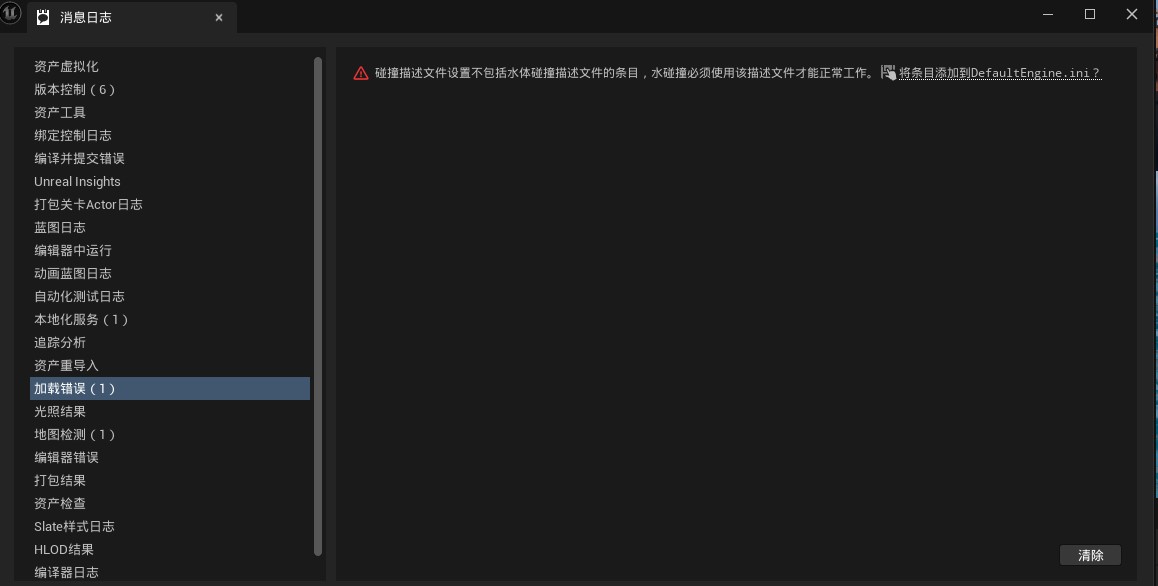 消息日志
资产虚拟化
版本控制（6）
资产工具
绑定控制日志
编译并提交错误
Unreal Insights
打包关卡Actor日志
蓝图日志
编辑器中运行
动画蓝图日志
自动化测试日志
本地化服务（1）
追踪分析
资产重导入
加载错误（1）
光照结果
地图检测（1）
编辑器错误
打包结果
资产检查
Slate样式日志
HLOD结果
编译器日志
碰撞描述文件设置不包括水体碰撞描述文件的条目，水碰撞必须使用该描述文件才能正常工作。 将条目添加到DefaultEngine.ini？
清除